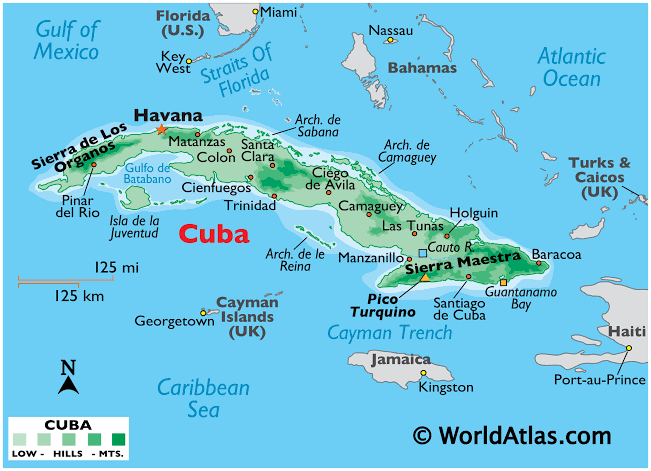 Florida
(U.S.)
Miami
Gulf of
Mexico
Key
West
Straits Of
Florida
Nassau
Bahamas
Atlantic
Ocean
Havana
Arch. de
Sabana
Sierra de Los
Organos
Matanzas
Colon
Santa
Clara
Arch. de
Camaguey
Turks &
Caicos
(UK)
Gulfo de
Batabano
Ciego
de Avila
Pinar
del Rio
Cienfuegos
Isla de la
Juventud
Trinidad
Camaguey
Holguin
Las Tunas
Cuba
Cauto R.
Arch. de le
Reina
Manzanillo
Sierra Maestra
Baracoa
125 mi
125 km
Pico
Turquino
Santiago
de Cuba
Guantanamo
Bay
Cayman
Islands
(UK)
Georgetown
Cayman Trench
Haiti
Jamaica
Port-au-Prince
Kingston
N
Caribbean
Sea
CUBA
LOW - HILLS - MTS.
© WorldAtlas.com